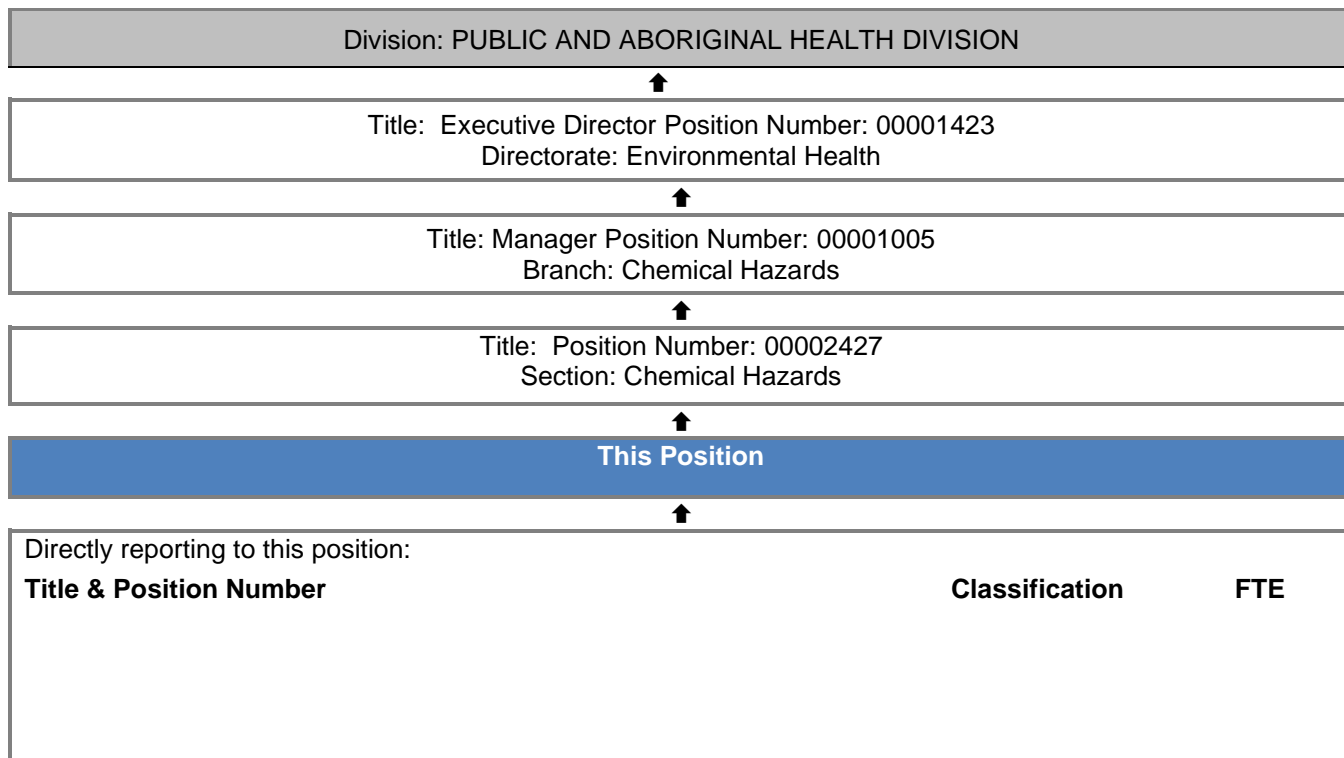 Division: PUBLIC AND ABORIGINAL HEALTH DIVISION
Title: Executive Director Position Number: 00001423
Directorate: Environmental Health
Title: Manager Position Number: 00001005
Branch: Chemical Hazards
Title: Position Number: 00002427
Section: Chemical Hazards
This Position
Directly reporting to this position:
Title & Position Number Classification FTE